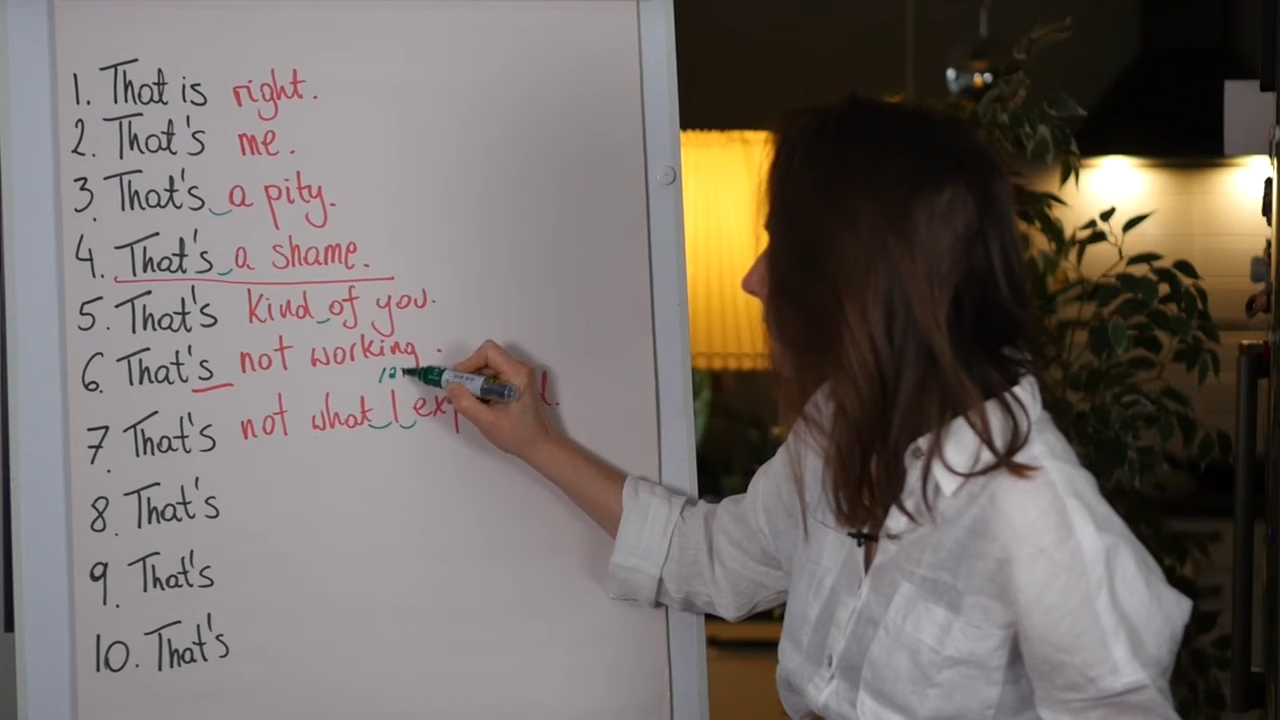 1. That is right.
2. That's me.
3. That's a pity.
4. That's a shame.
5. That's kind of you.
6. That's not working.
7. That's not what I
8. That's
9. That's
10. That's